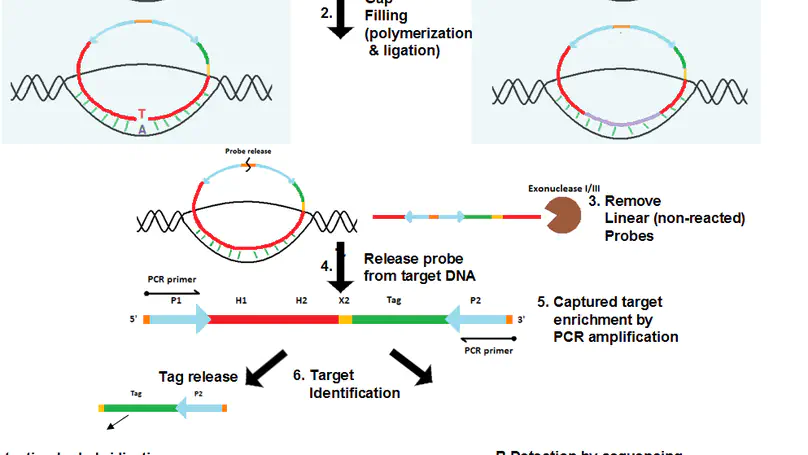 2.
Filling
(polymerization
& ligation)
T
A
Probe release
Exonuclease I/III
3. Remove
Linear (non-reacted)
Probes
4.
Release probe
from target DNA
PCR primer
P1 H1 H2 X2 Tag P2
5' 3'
PCR primer
5. Captured target
enrichment by
PCR amplification
Tag release
6. Target
Identification
Tag P2
B.Detection by sequencing